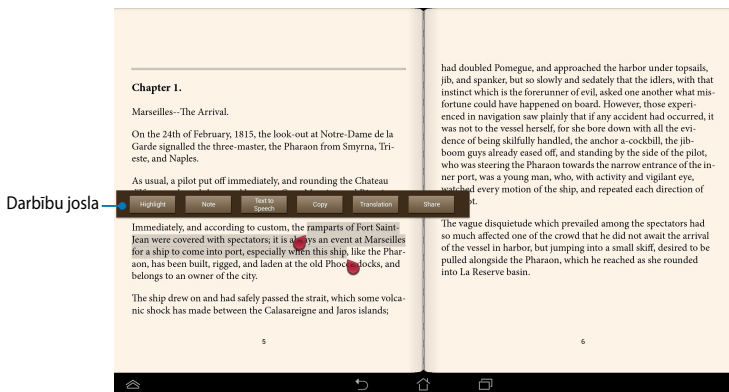 Darbību josla
Chapter 1.
Marseilles--The Arrival.
On the 24th of February, 1815, the look-out at Notre-Dame de la
Garde signalled the three-master, the Pharaon from Smyrna, Tri-
este, and Naples.
As usual, a pilot put off immediately, and rounding the Chateau
Highlight
Note
Text to
Speech
Copy
Translation
Share
Immediately, and according to custom, the ramparts of Fort Saint-
Jean were covered with spectators; it is always an event at Marseilles
for a ship to come into port, especially when this ship, like the Phar-
aon, has been built, rigged, and laden at the old Phocee docks, and
belongs to an owner of the city.
The ship drew on and had safely passed the strait, which some volca-
nic shock has made between the Calasareigne and Jaros islands;
5
had doubled Pomegue, and approached the harbor under topsails,
jib, and spanker, but so slowly and sedately that the idlers, with that
instinct which is the forerunner of evil, asked one another what mis-
fortune could have happened on board. However, those experi-
enced in navigation saw plainly that if any accident had occurred, it
was not to the vessel herself, for she bore down with all the evi-
dence of being skilfully handled, the anchor a-cockbill, the jib-
boom guys already eased off, and standing by the side of the pilot,
who was steering the Pharaon towards the narrow entrance of the in-
ner port, was a young man, who, with activity and vigilant eye,
watched every motion of the ship, and repeated each direction of
The vague disquietude which prevailed among the spectators had
so much affected one of the crowd that he did not await the arrival
of the vessel in harbor, but jumping into a small skiff, desired to be
pulled alongside the Pharaon, which he reached as she rounded
into La Reserve basin.
6